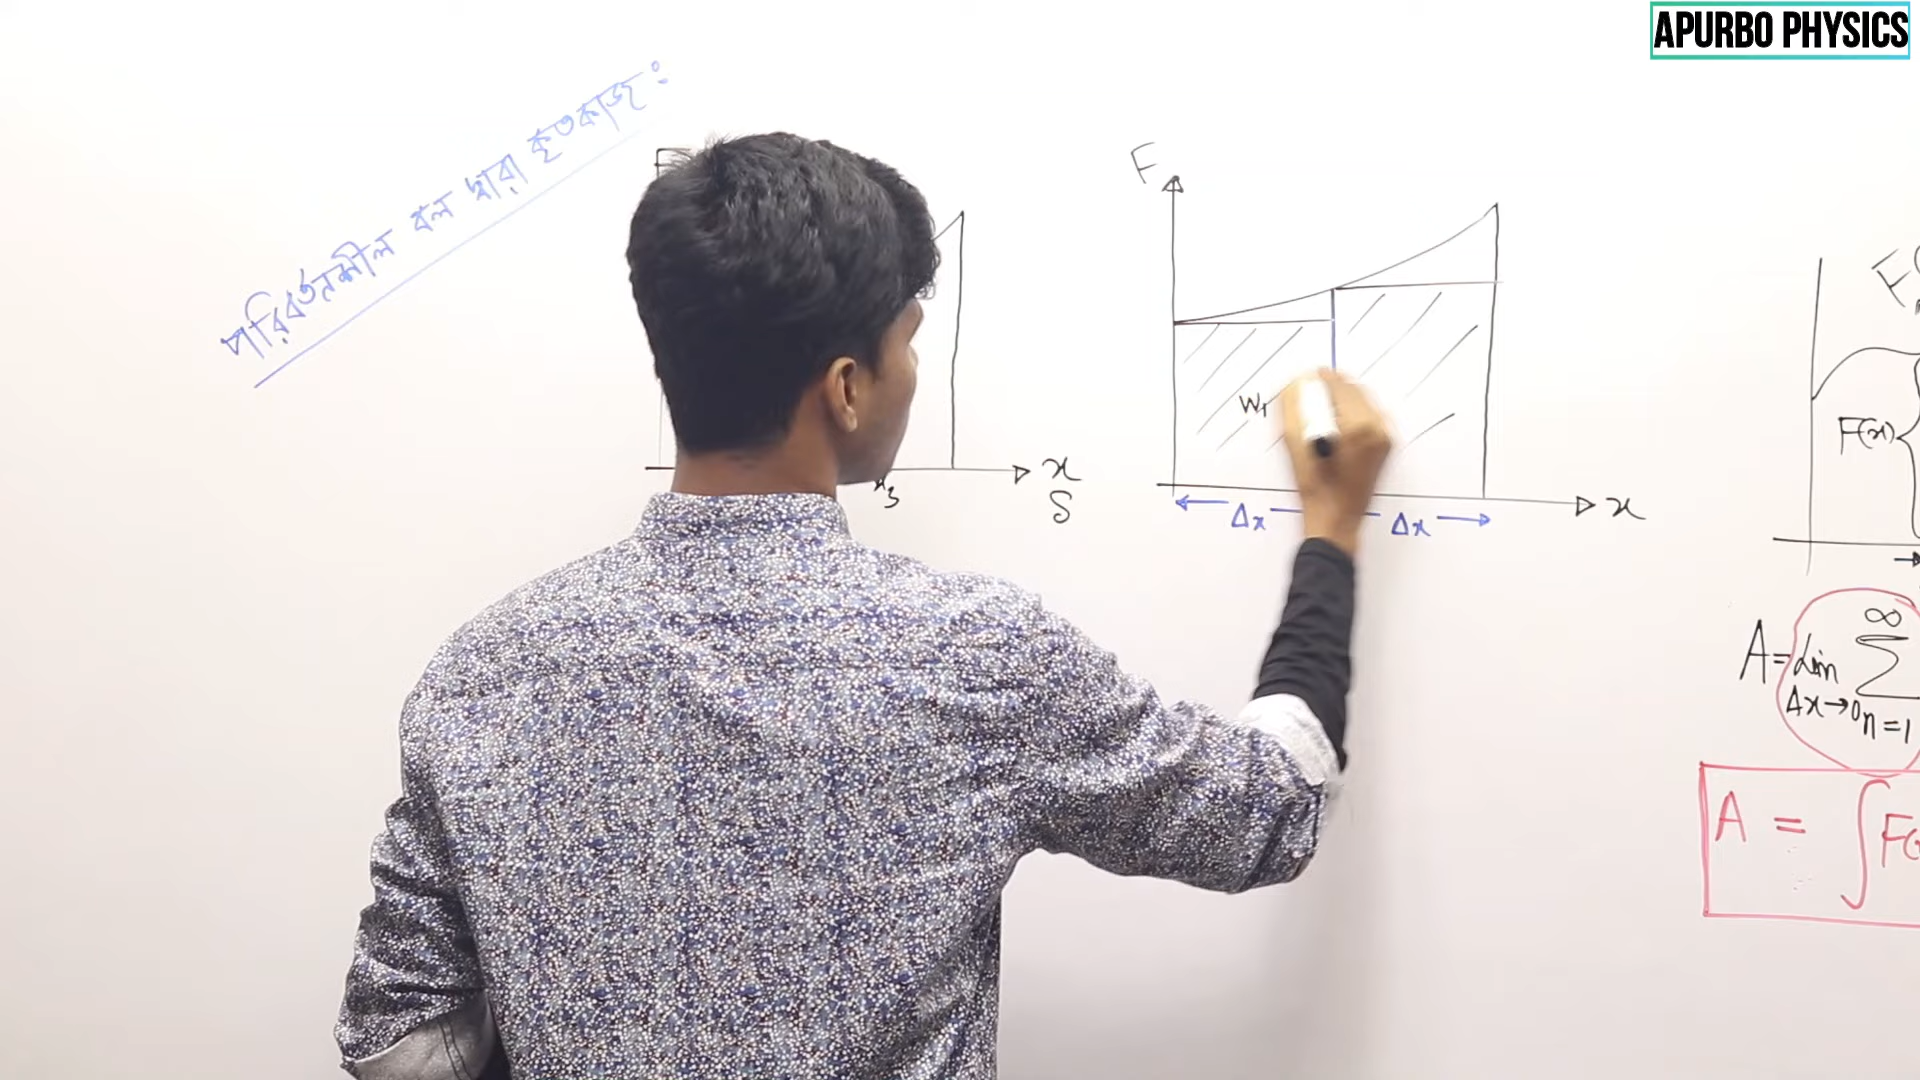 APURBO PHYSICS
পরিবর্তনশীল বল দ্বারা কৃতকাজ :
x
S
F
W₁
Δx
Δx
x
F(x)
A = Lim Σ
∞
Δx→0 n=1
A = ∫ F(